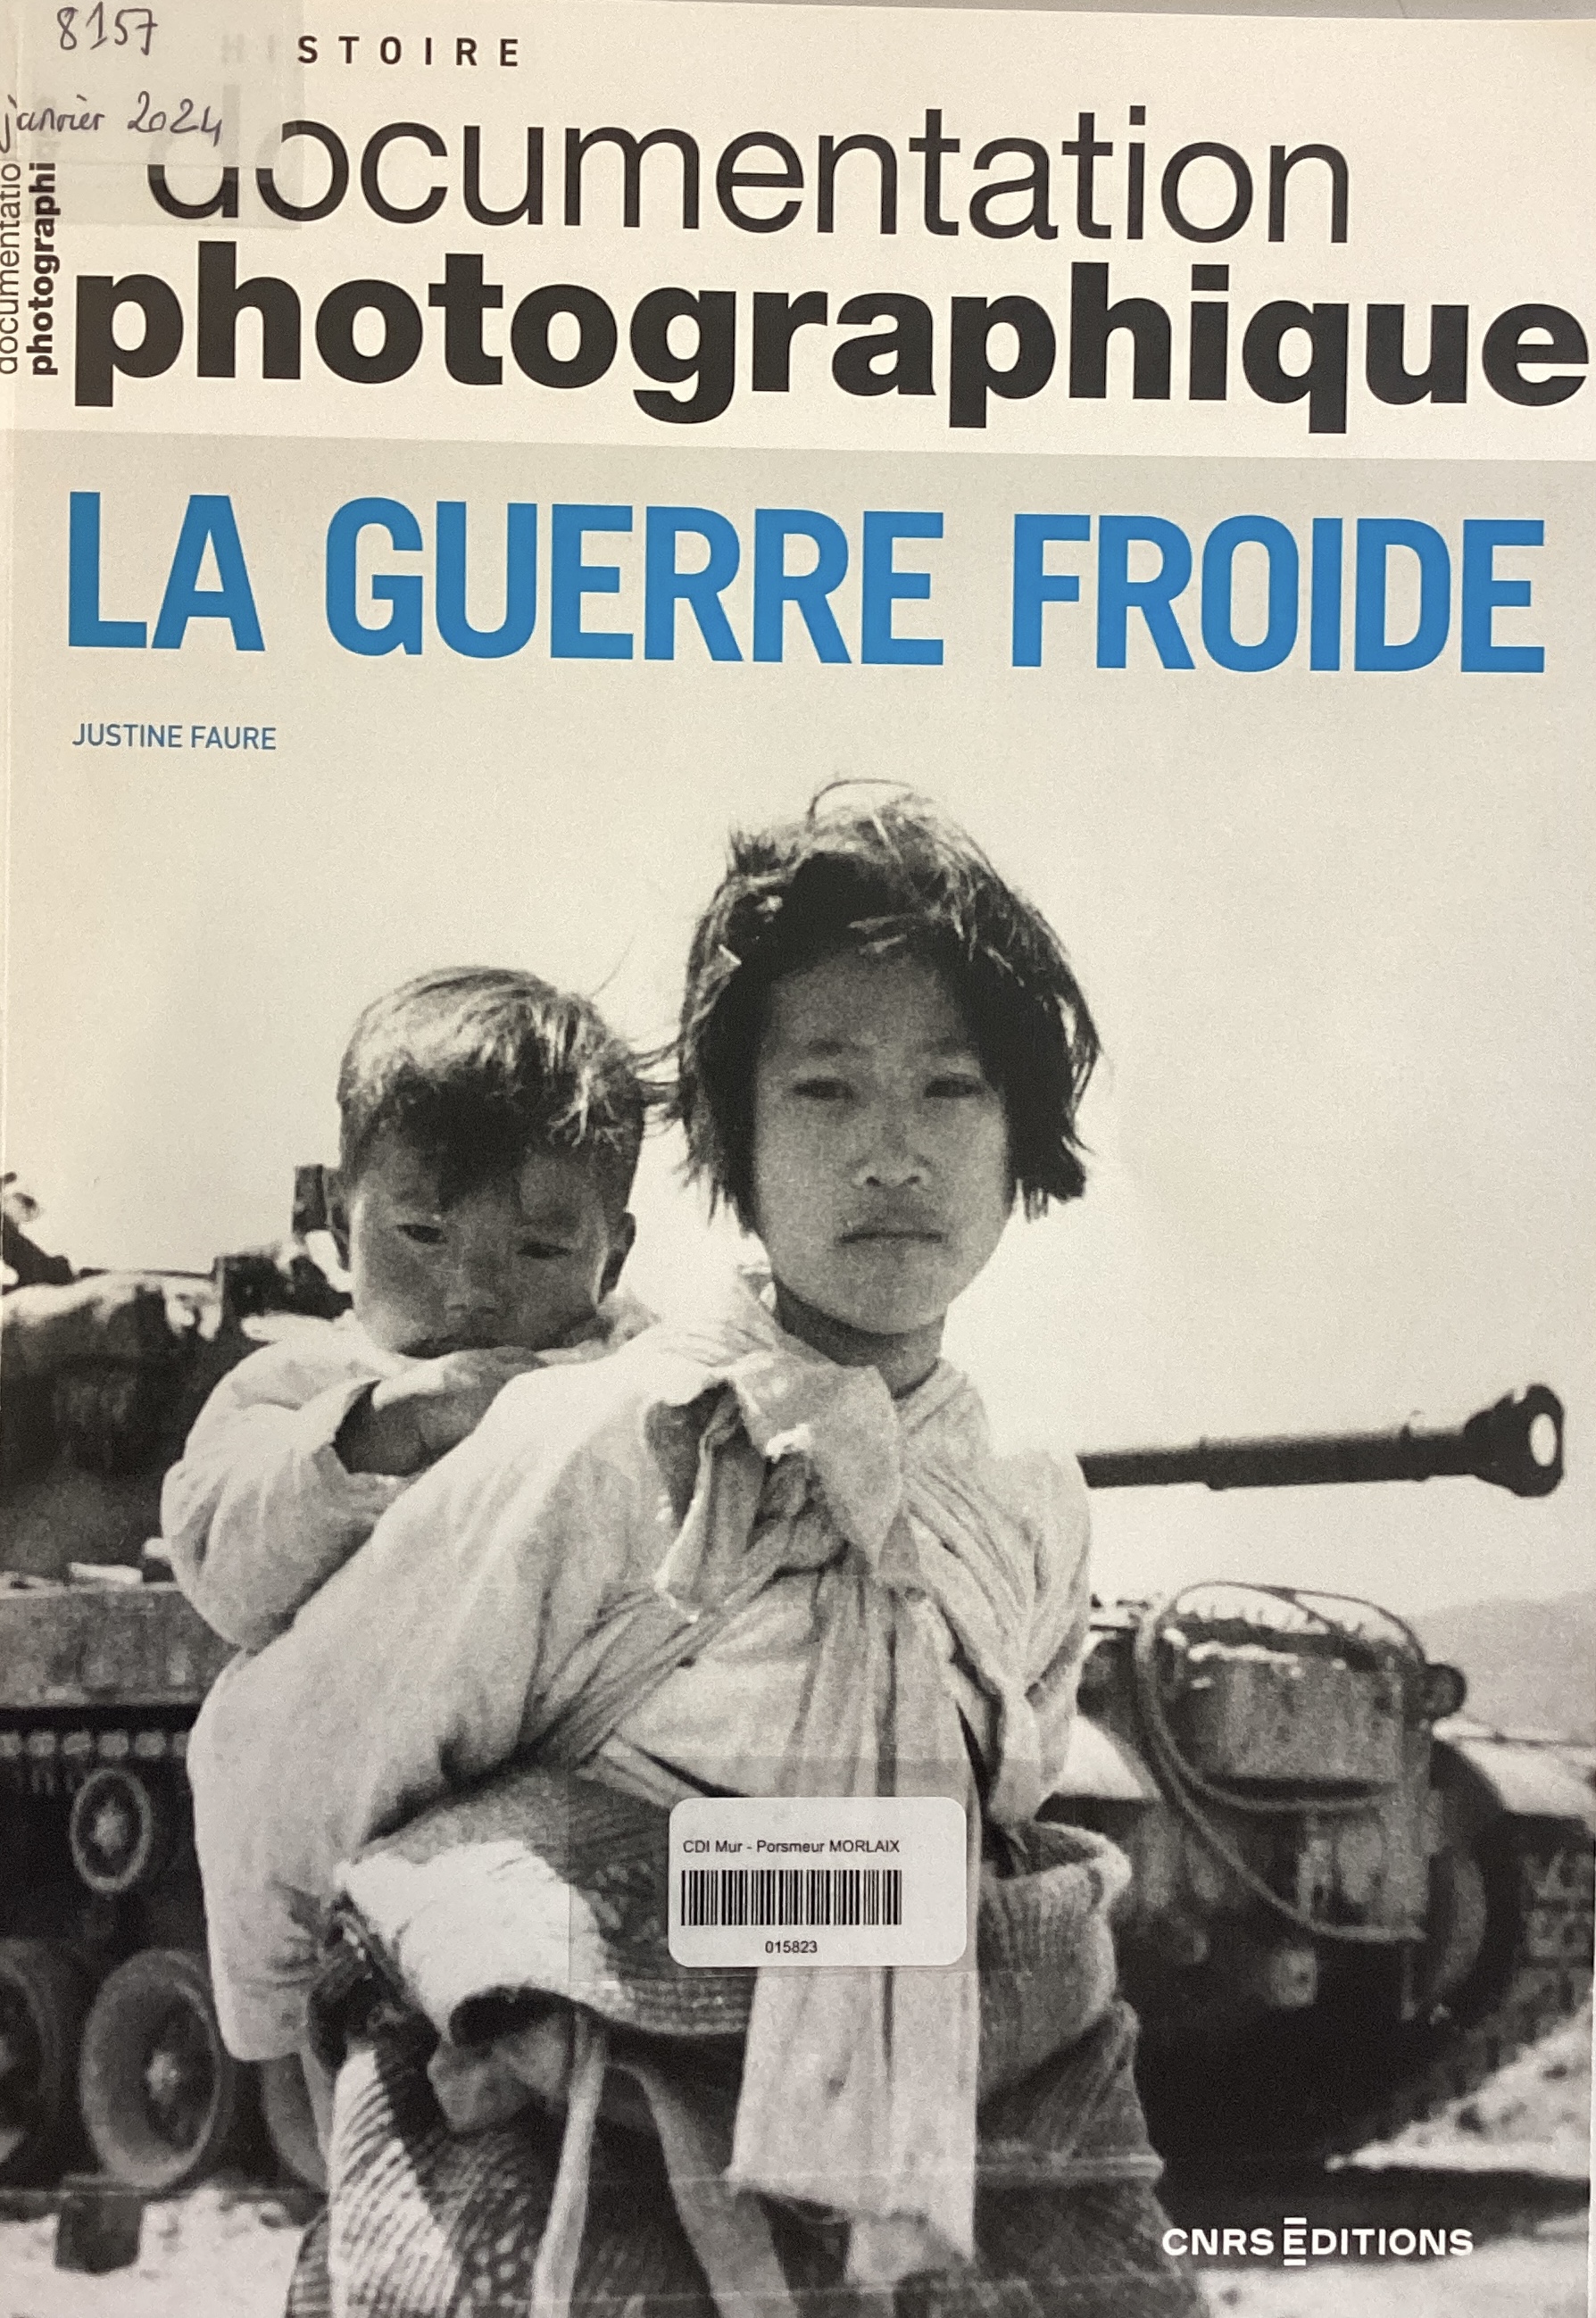 8157
janvier 2024
HISTOIRE
documentation
photographique
documentatio
photographi
LA GUERRE FROIDE
JUSTINE FAURE
CDI Mur - Porsmeur MORLAIX
015823
CNRS ÉDITIONS